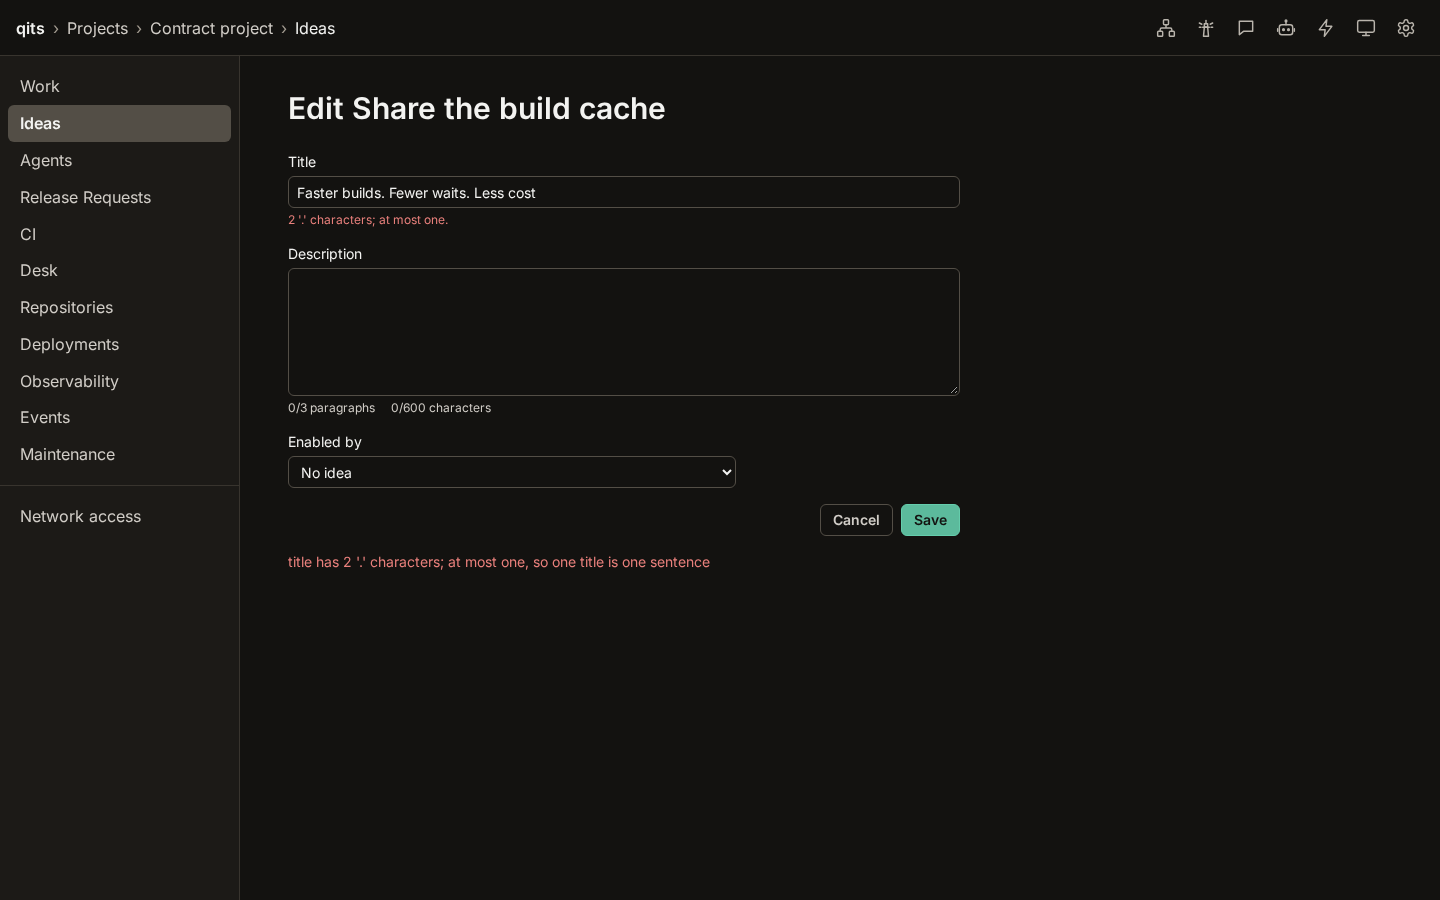 qits › Projects › Contract project › Ideas
Work
Ideas
Agents
Release Requests
CI
Desk
Repositories
Deployments
Observability
Events
Maintenance
Network access
Edit Share the build cache
Title
Faster builds. Fewer waits. Less cost
2 '.' characters; at most one.
Description
0/3 paragraphs 0/600 characters
Enabled by
No idea
Cancel Save
title has 2 '.' characters; at most one, so one title is one sentence